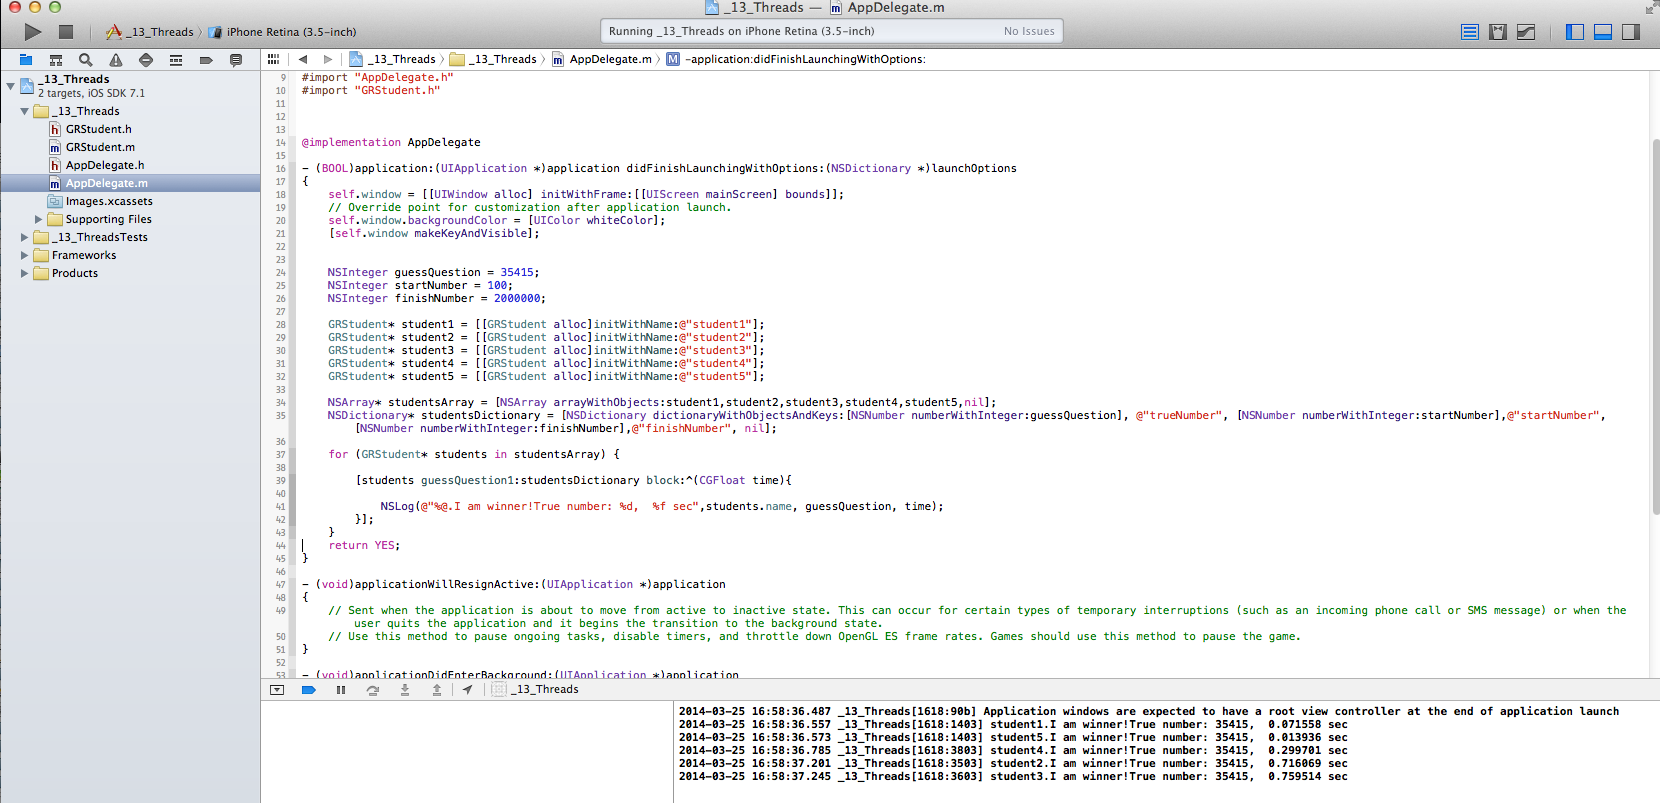 _13_Threads — AppDelegate.m
_13_Threads iPhone Retina (3.5-inch)
Running _13_Threads on iPhone Retina (3.5-inch) No Issues
_13_Threads _13_Threads AppDelegate.m M -application:didFinishLaunchingWithOptions:
_13_Threads
2 targets, iOS SDK 7.1
_13_Threads
h GRStudent.h
m GRStudent.m
h AppDelegate.h
m AppDelegate.m
Images.xcassets
Supporting Files
_13_ThreadsTests
Frameworks
Products
9 #import "AppDelegate.h"
10 #import "GRStudent.h"
11
12
13
14 @implementation AppDelegate
15
16 - (BOOL)application:(UIApplication *)application didFinishLaunchingWithOptions:(NSDictionary *)launchOptions
17 {
18 self.window = [[UIWindow alloc] initWithFrame:[[UIScreen mainScreen] bounds]];
19 // Override point for customization after application launch.
20 self.window.backgroundColor = [UIColor whiteColor];
21 [self.window makeKeyAndVisible];
22
23
24 NSInteger guessQuestion = 35415;
25 NSInteger startNumber = 100;
26 NSInteger finishNumber = 2000000;
27
28 GRStudent* student1 = [[GRStudent alloc]initWithName:@"student1"];
29 GRStudent* student2 = [[GRStudent alloc]initWithName:@"student2"];
30 GRStudent* student3 = [[GRStudent alloc]initWithName:@"student3"];
31 GRStudent* student4 = [[GRStudent alloc]initWithName:@"student4"];
32 GRStudent* student5 = [[GRStudent alloc]initWithName:@"student5"];
33
34 NSArray* studentsArray = [NSArray arrayWithObjects:student1,student2,student3,student4,student5,nil];
35 NSDictionary* studentsDictionary = [NSDictionary dictionaryWithObjectsAndKeys:[NSNumber numberWithInteger:guessQuestion], @"trueNumber", [NSNumber numberWithInteger:startNumber],@"startNumber",
[NSNumber numberWithInteger:finishNumber],@"finishNumber", nil];
36
37 for (GRStudent* students in studentsArray) {
38
39 [students guessQuestion1:studentsDictionary block:^(CGFloat time){
40
41 NSLog(@"%@.I am winner!True number: %d,  %f sec",students.name, guessQuestion, time);
42 }];
43 }
44 return YES;
45 }
46
47 - (void)applicationWillResignActive:(UIApplication *)application
48 {
49 // Sent when the application is about to move from active to inactive state. This can occur for certain types of temporary interruptions (such as an incoming phone call or SMS message) or when the
user quits the application and it begins the transition to the background state.
50 // Use this method to pause ongoing tasks, disable timers, and throttle down OpenGL ES frame rates. Games should use this method to pause the game.
51 }
52
53 - (void)applicationDidEnterBackground:(UIApplication *)application
_13_Threads
2014-03-25 16:58:36.487 _13_Threads[1618:90b] Application windows are expected to have a root view controller at the end of application launch
2014-03-25 16:58:36.557 _13_Threads[1618:1403] student1.I am winner!True number: 35415,  0.071558 sec
2014-03-25 16:58:36.573 _13_Threads[1618:1403] student5.I am winner!True number: 35415,  0.013936 sec
2014-03-25 16:58:36.785 _13_Threads[1618:3803] student4.I am winner!True number: 35415,  0.299701 sec
2014-03-25 16:58:37.201 _13_Threads[1618:3503] student2.I am winner!True number: 35415,  0.716069 sec
2014-03-25 16:58:37.245 _13_Threads[1618:3603] student3.I am winner!True number: 35415,  0.759514 sec